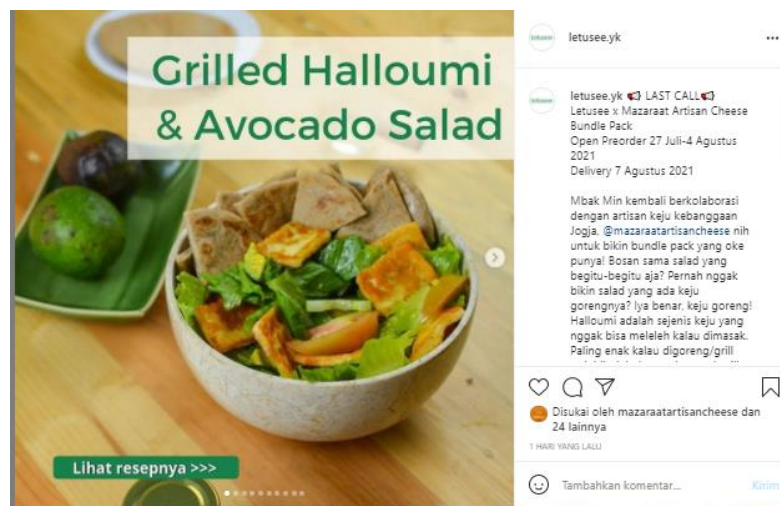 Grilled Halloumi
& Avocado Salad
Lihat resepnya >>>
letusee.yk
letusee.yk 📢 LAST CALL📢
Letusee x Mazaraat Artisan Cheese
Bundle Pack
Open Preorder 27 Juli-4 Agustus
2021
Delivery 7 Agustus 2021
Mbak Min kembali berkolaborasi
dengan artisan keju kebanggaan
Jogja, @mazaraatartisancheese nih
untuk bikin bundle pack yang oke
punya! Bosan sama salad yang
begitu-begitu aja? Pernah nggak
bikin salad yang ada keju
gorengnya? Iya benar, keju goreng!
Halloumi adalah sejenis keju yang
nggak bisa meleleh kalau dimasak.
Paling enak kalau digoreng/grill
Disukai oleh mazaraatartisancheese dan
24 lainnya
1 HARI YANG LALU
Tambahkan komentar...
Kirim